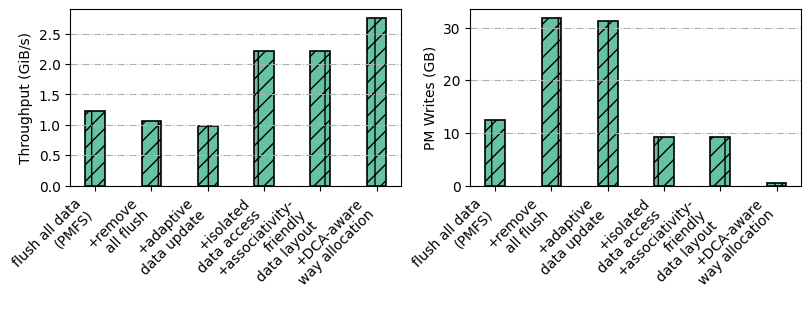 Throughput (GiB/s)
2.5
2.0
1.5
1.0
0.5
0.0
flush all data
(PMFS)
+remove
all flush
+adaptive
data update
+isolated
data access
+associativity-
friendly
data layout
+DCA-aware
way allocation
PM Writes (GB)
30
20
10
0
flush all data
(PMFS)
+remove
all flush
+adaptive
data update
+isolated
data access
+associativity-
friendly
data layout
+DCA-aware
way allocation